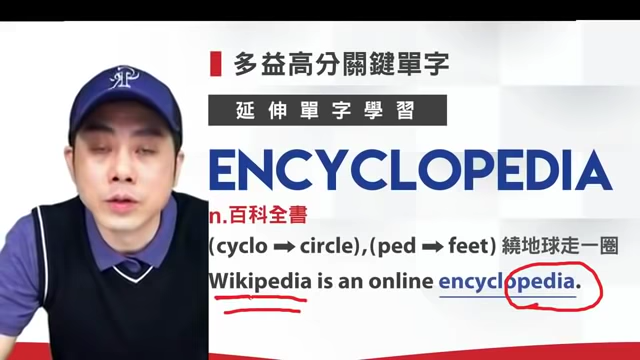 多益高分關鍵單字
延伸單字學習
ENCYCLOPEDIA
n.百科全書
(cyclo ➡ circle),(ped ➡ feet) 繞地球走一圈
Wikipedia is an online encyclopedia.